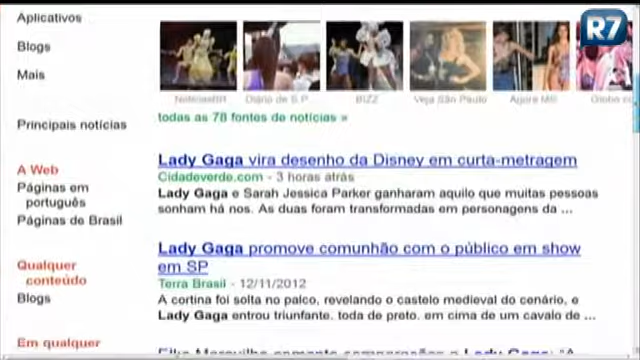 Aplicativos
Blogs
Mais
R7
Noticias BR
Diário de S.P.
BIZZ
Veja São Paulo
Agora MS
Globo.co
Principais notícias
todas as 78 fontes de notícias »
A Web
Páginas em
português
Páginas de Brasil
Lady Gaga vira desenho da Disney em curta-metragem
Cidadeverde.com - 3 horas atrás
Lady Gaga e Sarah Jessica Parker ganharam aquilo que muitas pessoas
sonham há nos. As duas foram transformadas em personagens da ...
Qualquer
conteúdo
Blogs
Lady Gaga promove comunhão com o público em show
em SP
Terra Brasil - 12/11/2012
A cortina foi solta no palco, revelando o castelo medieval do cenário, e
Lady Gaga entrou triunfante, toda de preto, em cima de um cavalo de ...
Em qualquer